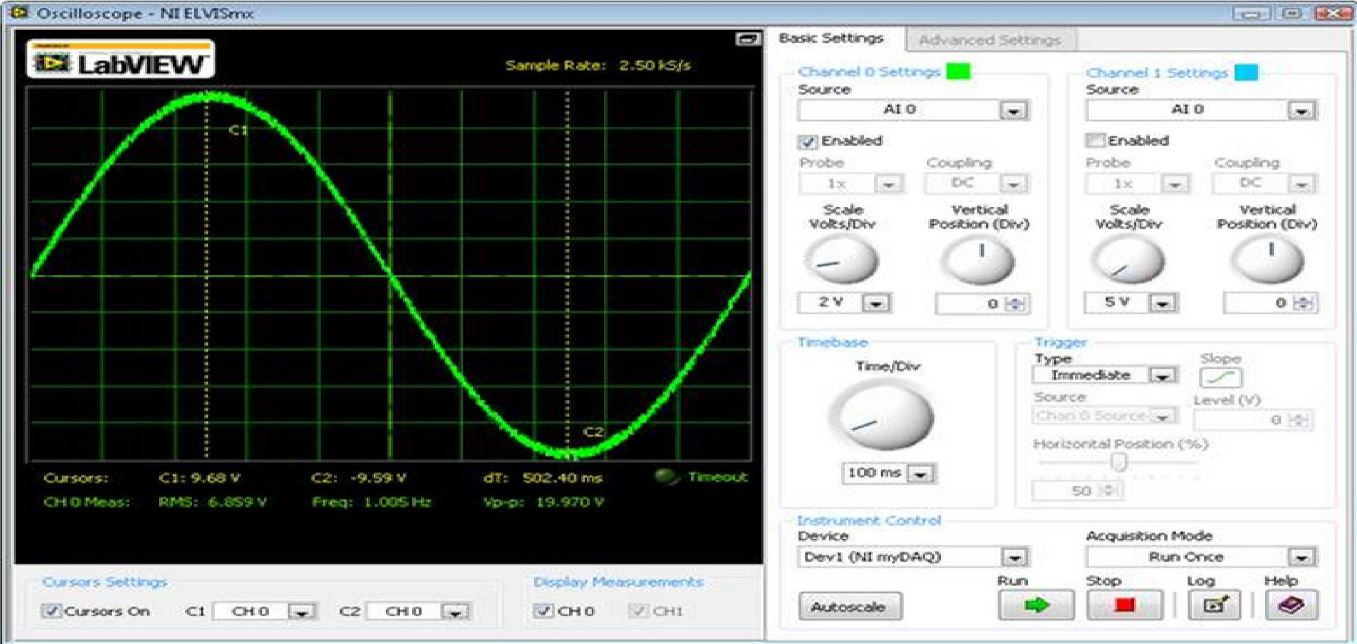 Oscilloscope - NI ELVISmx
LabVIEW
Sample Rate: 2.50 kS/s
C1
C2
Cursors: C1: 9.68 V C2: -9.59 V dT: 502.40 ms Timeout
CH 0 Meas: RMS: 6.859 V Freq: 1.005 Hz Vp-p: 19.970 V
Cursors Settings
Cursors On C1 CH 0 C2 CH 0
Display Measurements
CH 0 CH1
Basic Settings Advanced Settings
Channel 0 Settings
Source
AI 0
Enabled
Probe Coupling
1x DC
Scale Vertical
Volts/Div Position (Div)
2 V 0
Channel 1 Settings
Source
AI 0
Enabled
Probe Coupling
1x DC
Scale Vertical
Volts/Div Position (Div)
5 V 0
Timebase
Time/Div
100 ms
Trigger
Type Slope
Immediate
Source Level (V)
Chan 0 Source 0
Horizontal Position (%)
50
Instrument Control
Device Acquisition Mode
Dev1 (NI myDAQ) Run Once
Run Stop Log Help
Autoscale